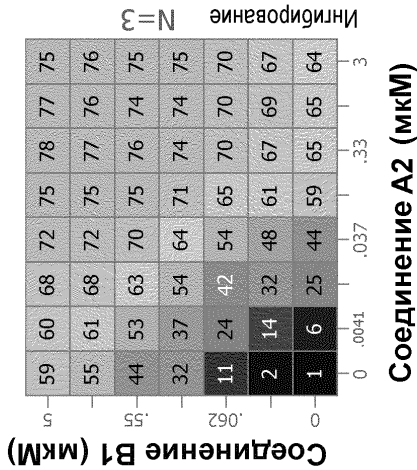 Соединение B1 (мкМ)
5 59 60 68 72 75 78 77 75
55 61 68 72 75 77 76 76
.55 44 53 63 70 75 76 74 75
32 37 54 64 71 74 74 75
.062 11 24 42 54 65 70 70 70
2 14 32 48 61 67 69 67
0 1 6 25 44 59 65 65 64
0 .0041 .037 .33 3
Соединение A2 (мкМ)
N=3
Ингибирование